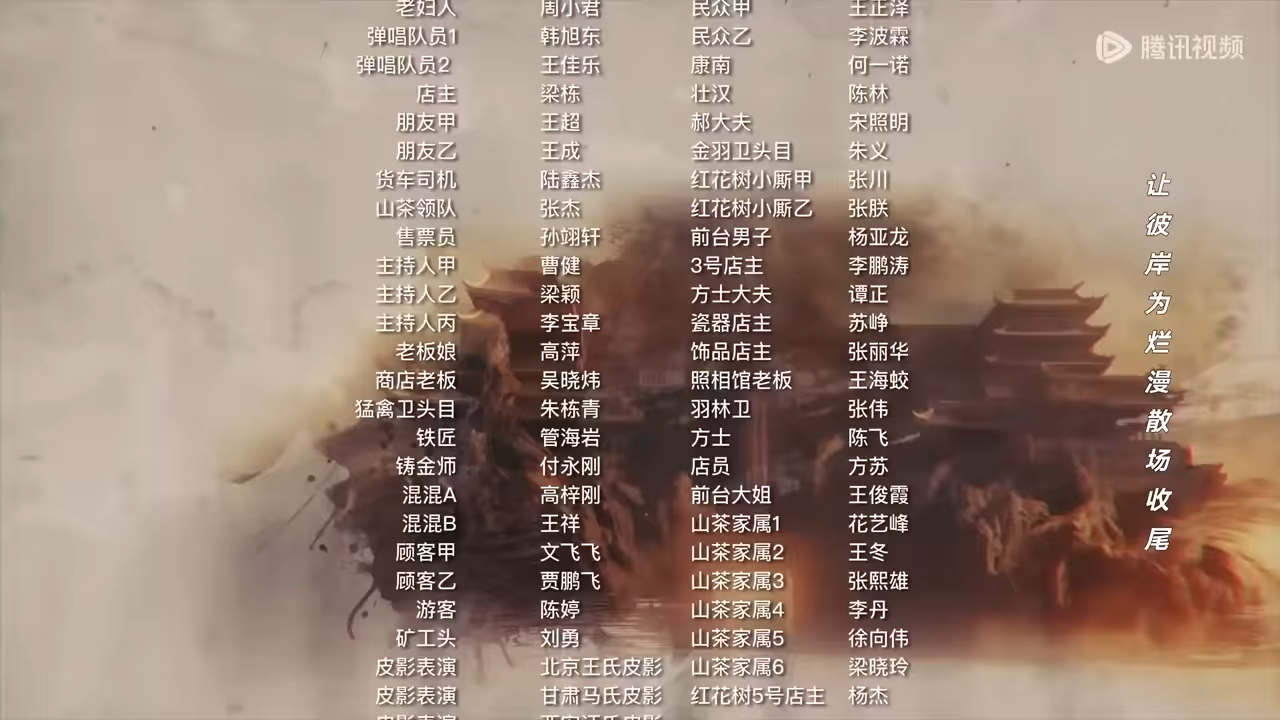 老妇人 周小君 民众甲 王正泽
弹唱队员1 韩旭东 民众乙 李波霖
弹唱队员2 王佳乐 康南 何一诺
店主 梁栋 壮汉 陈林
朋友甲 王超 郝大夫 宋照明
朋友乙 王成 金羽卫头目 朱义
货车司机 陆鑫杰 红花树小厮甲 张川
山茶领队 张杰 红花树小厮乙 张朕
售票员 孙翊轩 前台男子 杨亚龙
主持人甲 曹健 3号店主 李鹏涛
主持人乙 梁颖 方士大夫 谭正
主持人丙 李宝章 瓷器店主 苏峥
老板娘 高萍 饰品店主 张丽华
商店老板 吴晓炜 照相馆老板 王海蛟
猛禽卫头目 朱栋青 羽林卫 张伟
铁匠 管海岩 方士 陈飞
铸金师 付永刚 店员 方苏
混混A 高梓刚 前台大姐 王俊霞
混混B 王祥 山茶家属1 花艺峰
顾客甲 文飞飞 山茶家属2 王冬
顾客乙 贾鹏飞 山茶家属3 张熙雄
游客 陈婷 山茶家属4 李丹
矿工头 刘勇 山茶家属5 徐向伟
皮影表演 北京王氏皮影 山茶家属6 梁晓玲
皮影表演 甘肃马氏皮影 红花树5号店主 杨杰
腾讯视频
让彼岸为烂漫散场收尾